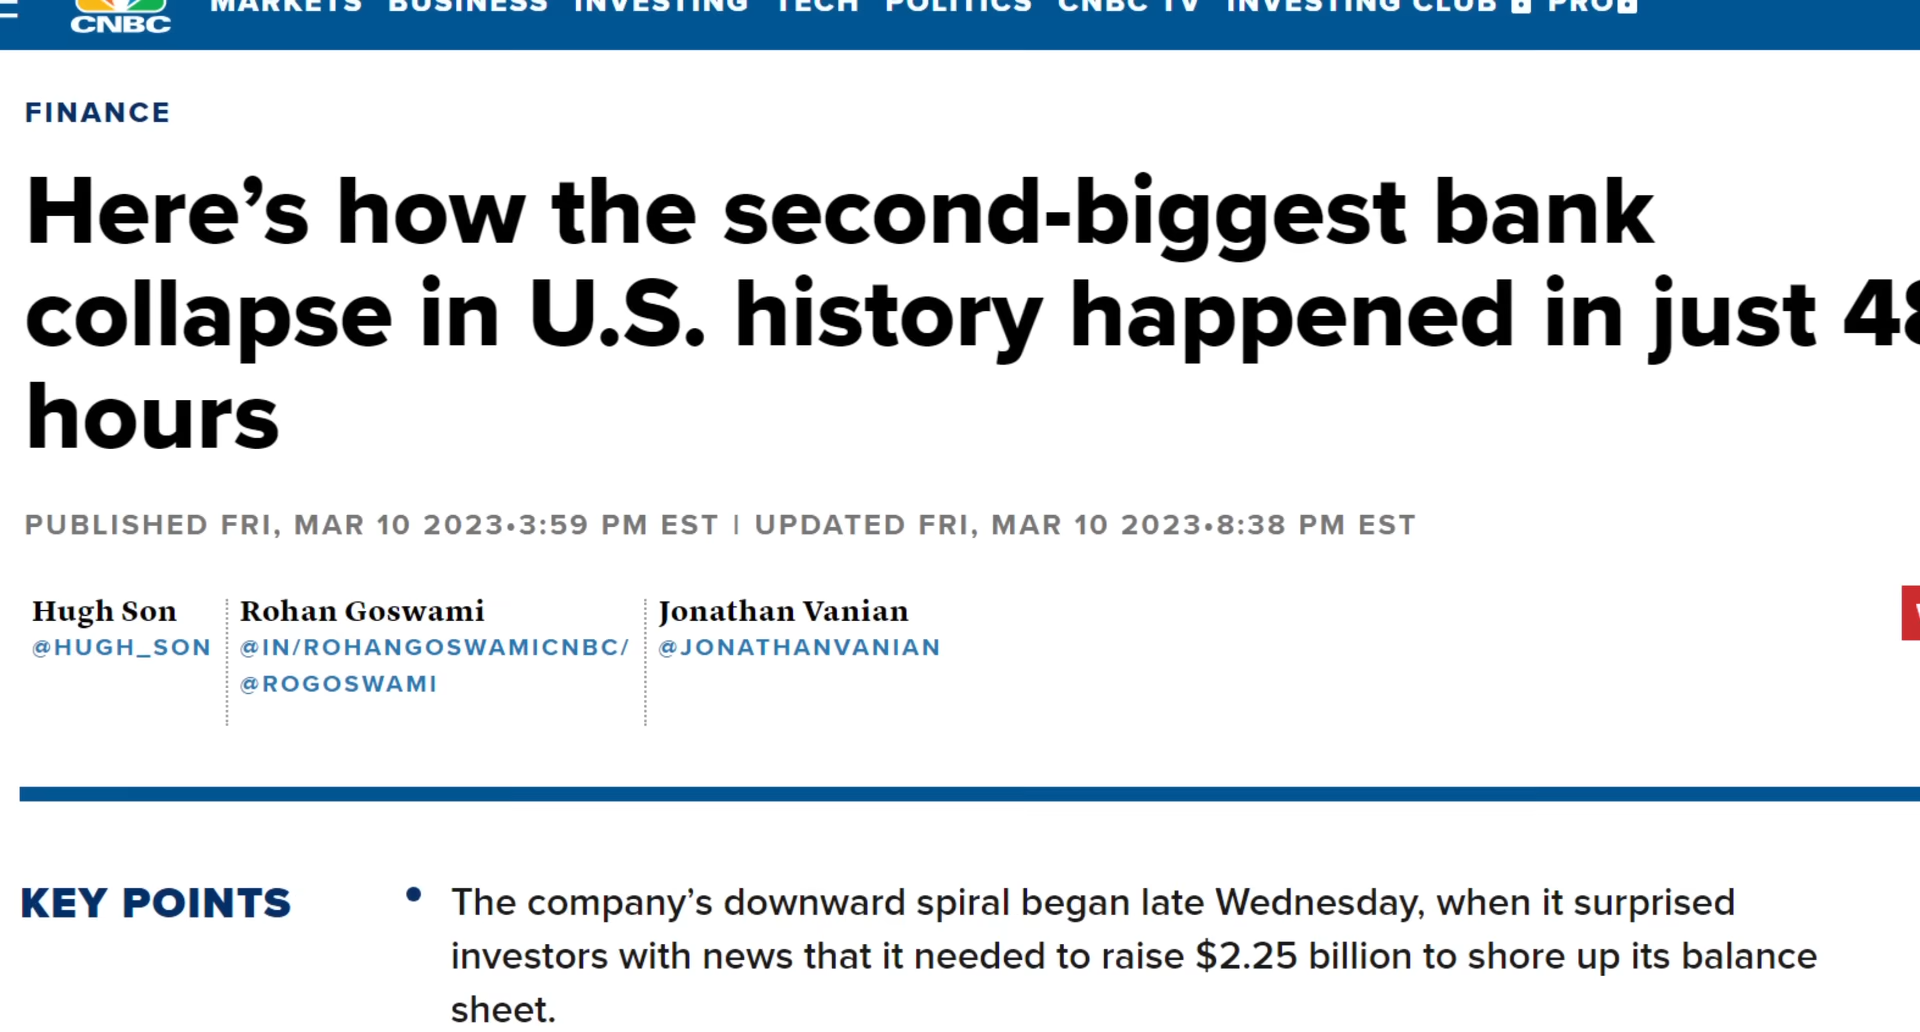 MARKETS BUSINESS INVESTING TECH POLITICS CNBC TV INVESTING CLUB PRO
CNBC
FINANCE
Here’s how the second-biggest bank
collapse in U.S. history happened in just 48
hours
PUBLISHED FRI, MAR 10 2023•3:59 PM EST | UPDATED FRI, MAR 10 2023•8:38 PM EST
Hugh Son Rohan Goswami Jonathan Vanian
@HUGH_SON @IN/ROHANGOSWAMICNBC/ @JONATHANVANIAN
@ROGOSWAMI
KEY POINTS • The company’s downward spiral began late Wednesday, when it surprised
investors with news that it needed to raise $2.25 billion to shore up its balance
sheet.